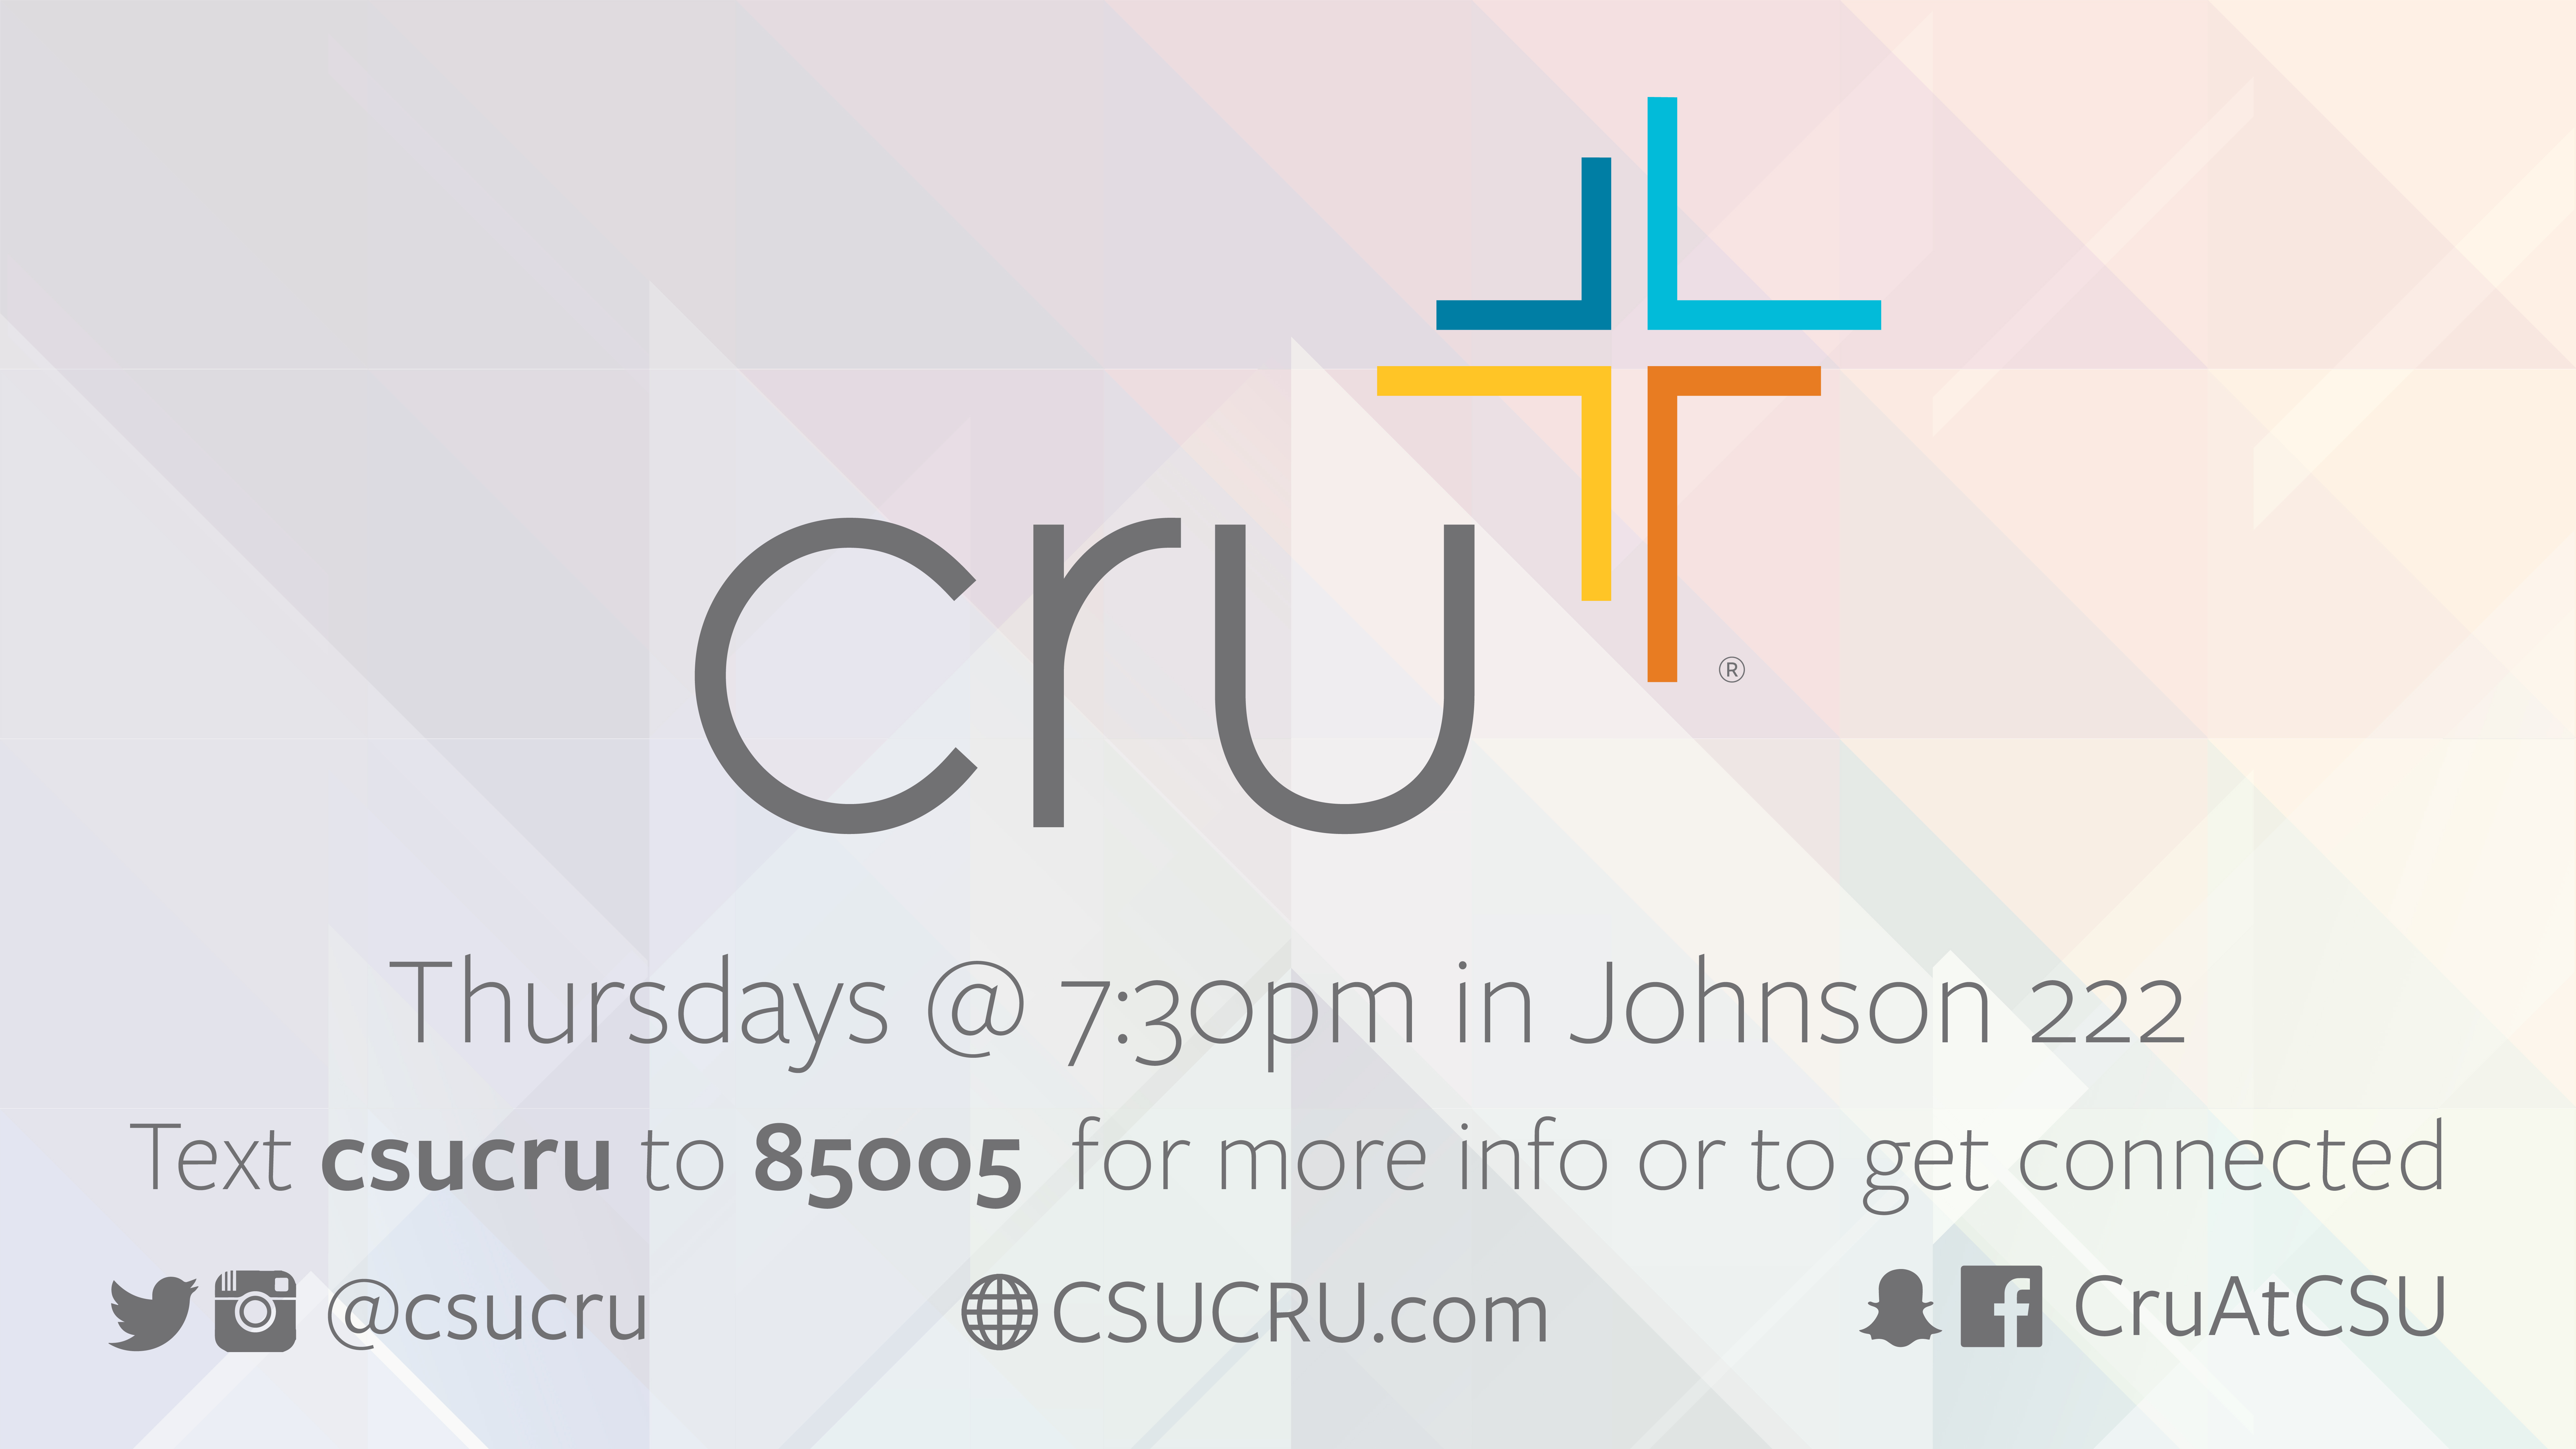 cru®
Thursdays @ 7:30pm in Johnson 222
Text csucru to 85005 for more info or to get connected
@csucru
CSUCRU.com
CruAtCSU